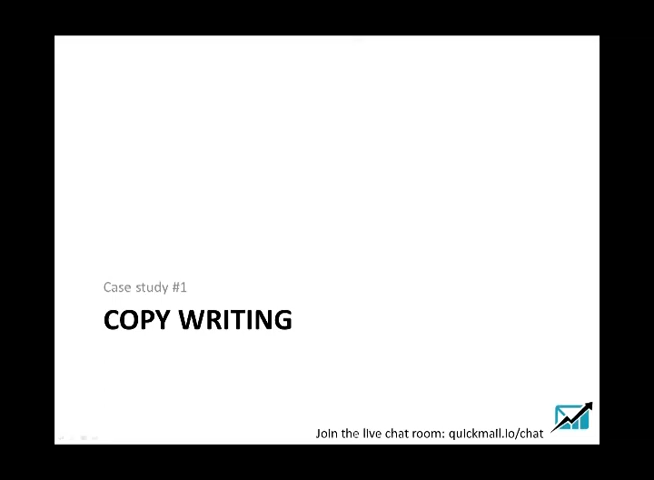 Case study #1
COPY WRITING
Join the live chat room: quickmail.io/chat